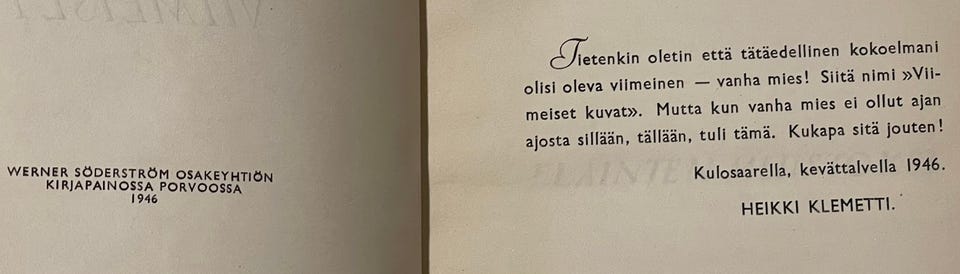 WERNER SÖDERSTRÖM OSAKEYHTIÖN
KIRJAPAINOSSA PORVOOSSA
1946
Tietenkin oletin että tätäedellinen kokoelmani
olisi oleva viimeinen — vanha mies! Siitä nimi »Vii-
meiset kuvat». Mutta kun vanha mies ei ollut ajan
ajosta sillään, tällään, tuli tämä. Kukapa sitä jouten!
Kulosaarella, kevättalvella 1946.
HEIKKI KLEMETTI.